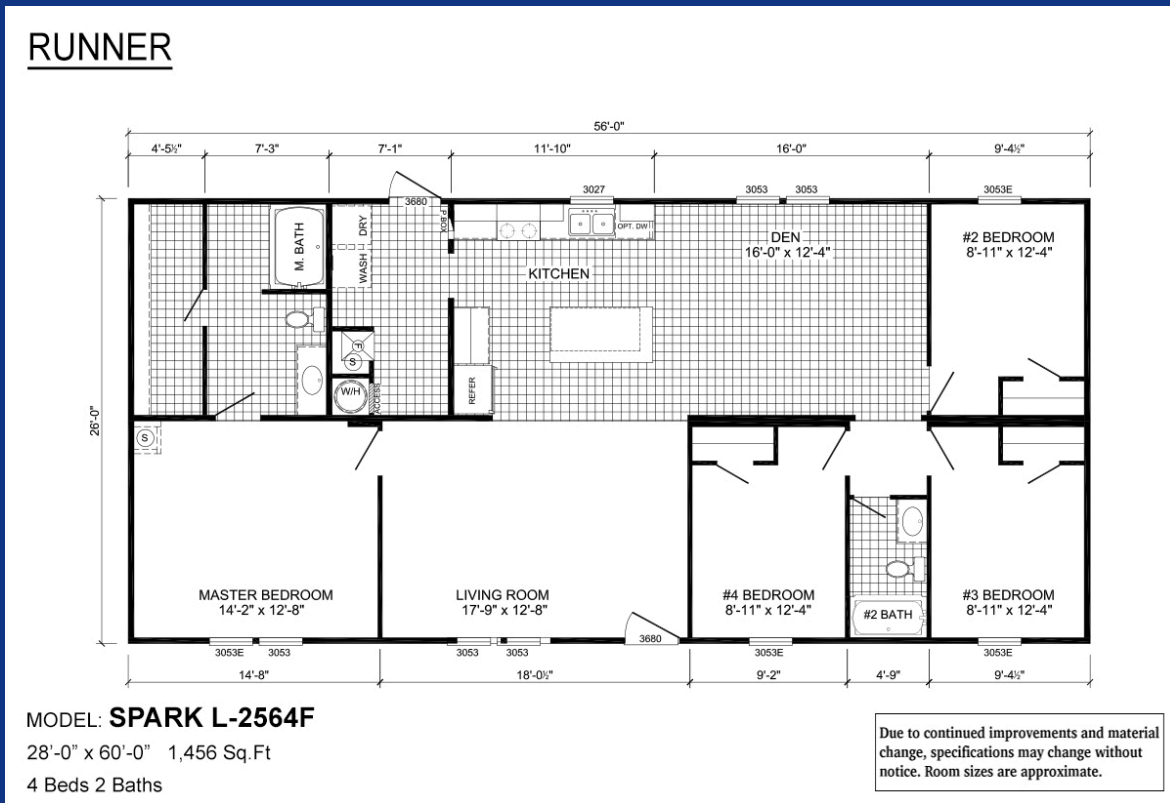 RUNNER
56'-0"
4'-5½" 7'-3" 7'-1" 11'-10" 16'-0" 9'-4½"
3680 3027 3053 3053 3053E
26'-0"
M. BATH
WASH DRY
P.BOX
OPT. DW
KITCHEN
DEN
16'-0" x 12'-4"
#2 BEDROOM
8'-11" x 12'-4"
F
S
W/H
ACCESS
REFER
S
MASTER BEDROOM
14'-2" x 12'-8"
LIVING ROOM
17'-9" x 12'-8"
#4 BEDROOM
8'-11" x 12'-4"
#2 BATH
#3 BEDROOM
8'-11" x 12'-4"
3053E 3053 3053 3053 3680 3053E 3053E
14'-8" 18'-0½" 9'-2" 4'-9" 9'-4½"
MODEL: SPARK L-2564F
28'-0" x 60'-0" 1,456 Sq.Ft
4 Beds 2 Baths
Due to continued improvements and material
change, specifications may change without
notice. Room sizes are approximate.